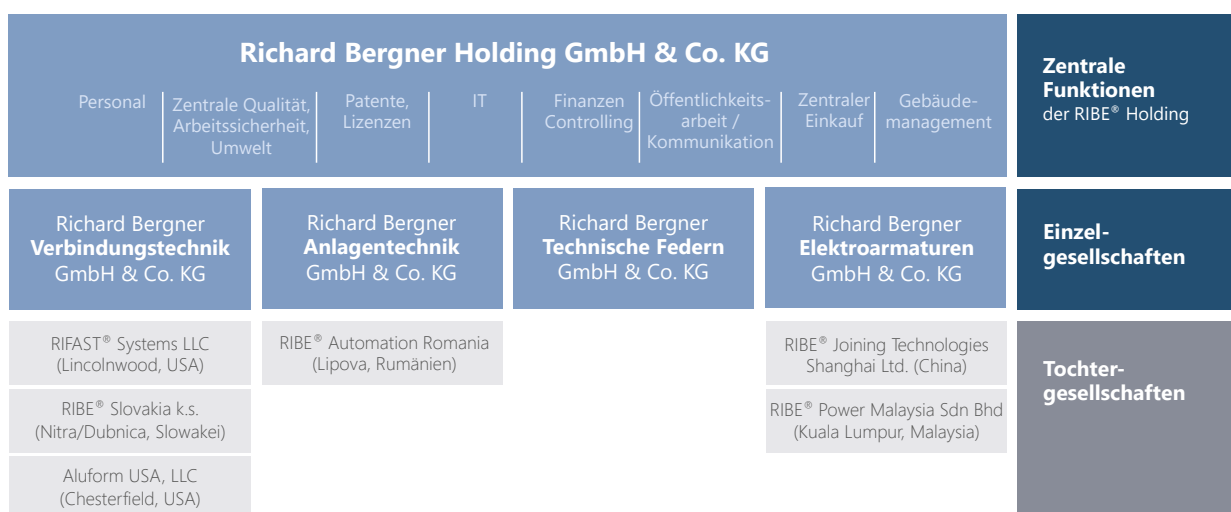 Richard Bergner Holding GmbH & Co. KG
Personal
Zentrale Qualität,
Arbeitssicherheit,
Umwelt
Patente,
Lizenzen
IT
Finanzen
Controlling
Öffentlichkeits-
arbeit /
Kommunikation
Zentraler
Einkauf
Gebäude-
management
Zentrale
Funktionen
der RIBE® Holding
Richard Bergner
Verbindungstechnik
GmbH & Co. KG
Richard Bergner
Anlagentechnik
GmbH & Co. KG
Richard Bergner
Technische Federn
GmbH & Co. KG
Richard Bergner
Elektroarmaturen
GmbH & Co. KG
Einzel-
gesellschaften
RIFAST® Systems LLC
(Lincolnwood, USA)
RIBE® Slovakia k.s.
(Nitra/Dubnica, Slowakei)
Aluform USA, LLC
(Chesterfield, USA)
RIBE® Automation Romania
(Lipova, Rumänien)
RIBE® Joining Technologies
Shanghai Ltd. (China)
RIBE® Power Malaysia Sdn Bhd
(Kuala Lumpur, Malaysia)
Tochter-
gesellschaften